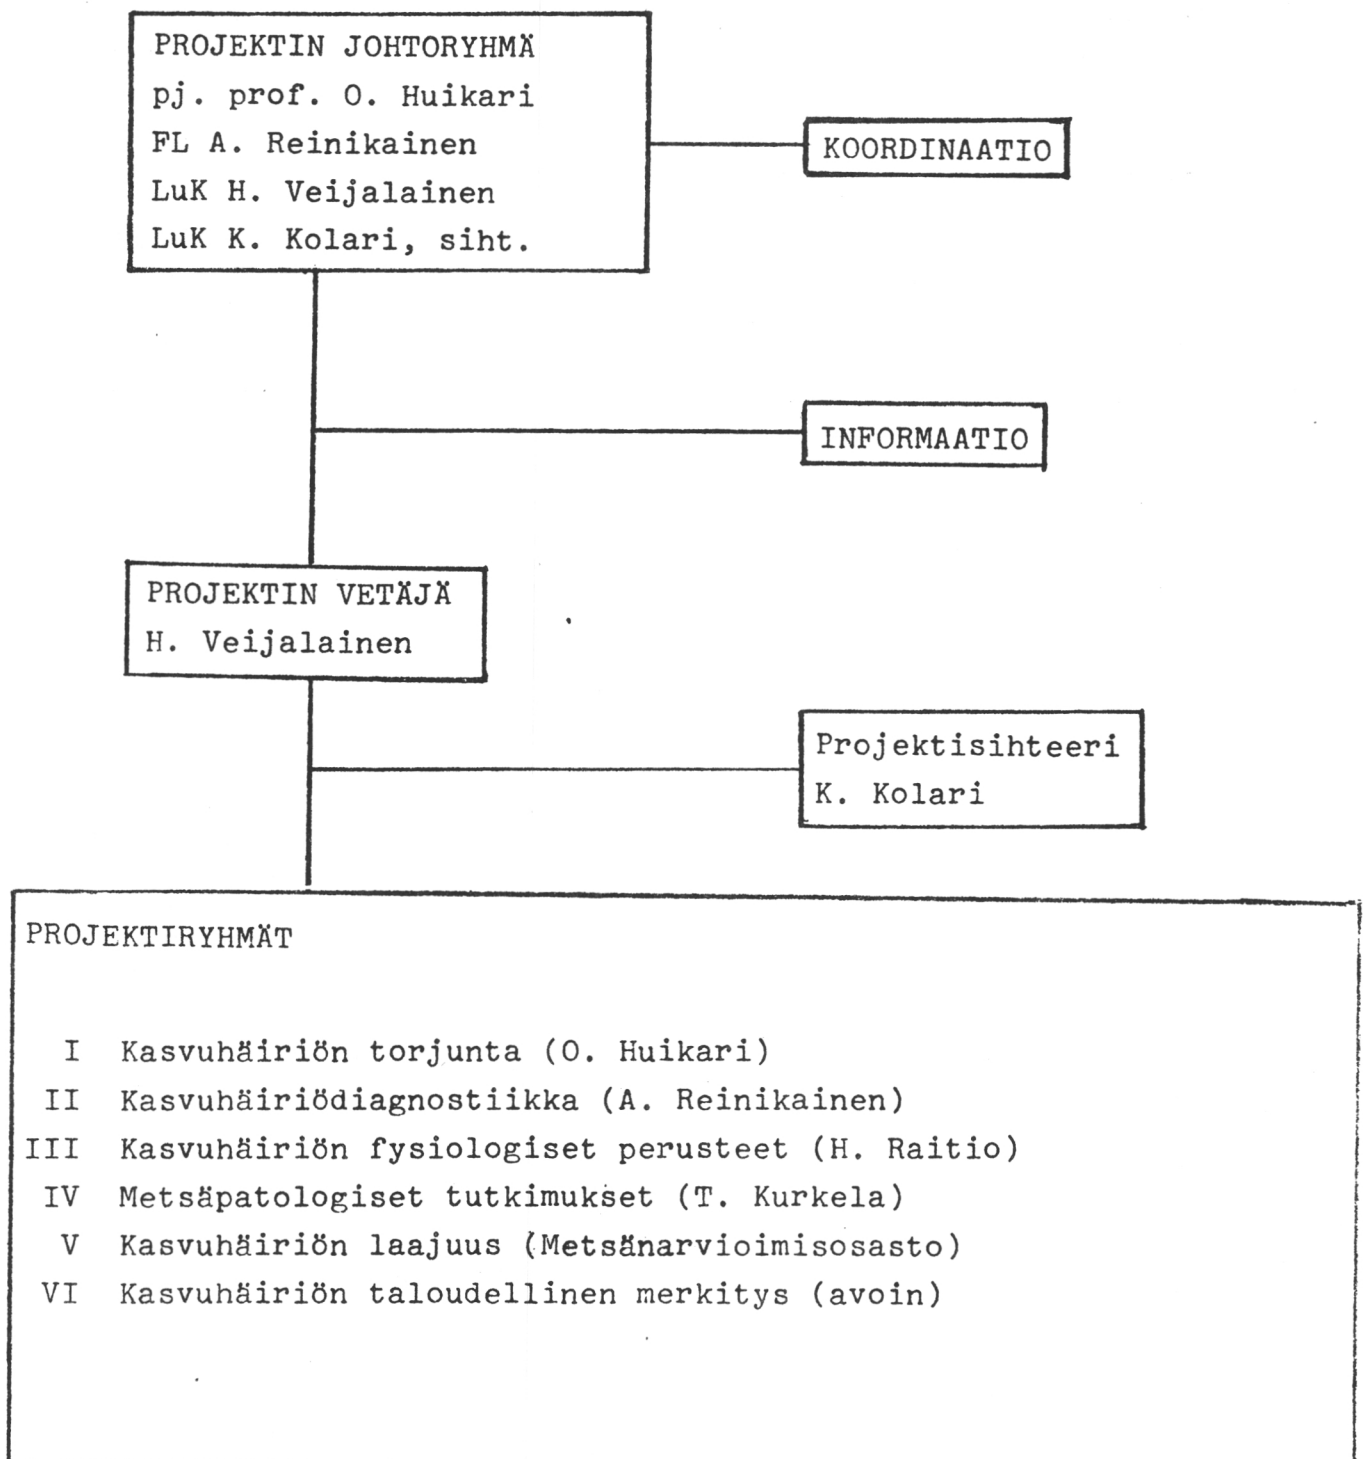 PROJEKTIN JOHTORYHMÄ
pj. prof. O. Huikari
FL A. Reinikainen
LuK H. Veijalainen
LuK K. Kolari, siht.
KOORDINAATIO
INFORMAATIO
PROJEKTIN VETÄJÄ
H. Veijalainen
Projektisihteeri
K. Kolari
PROJEKTIRYHMÄT
I Kasvuhäiriön torjunta (O. Huikari)
II Kasvuhäiriödiagnostiikka (A. Reinikainen)
III Kasvuhäiriön fysiologiset perusteet (H. Raitio)
IV Metsäpatologiset tutkimukset (T. Kurkela)
V Kasvuhäiriön laajuus (Metsänarvioimisosasto)
VI Kasvuhäiriön taloudellinen merkitys (avoin)